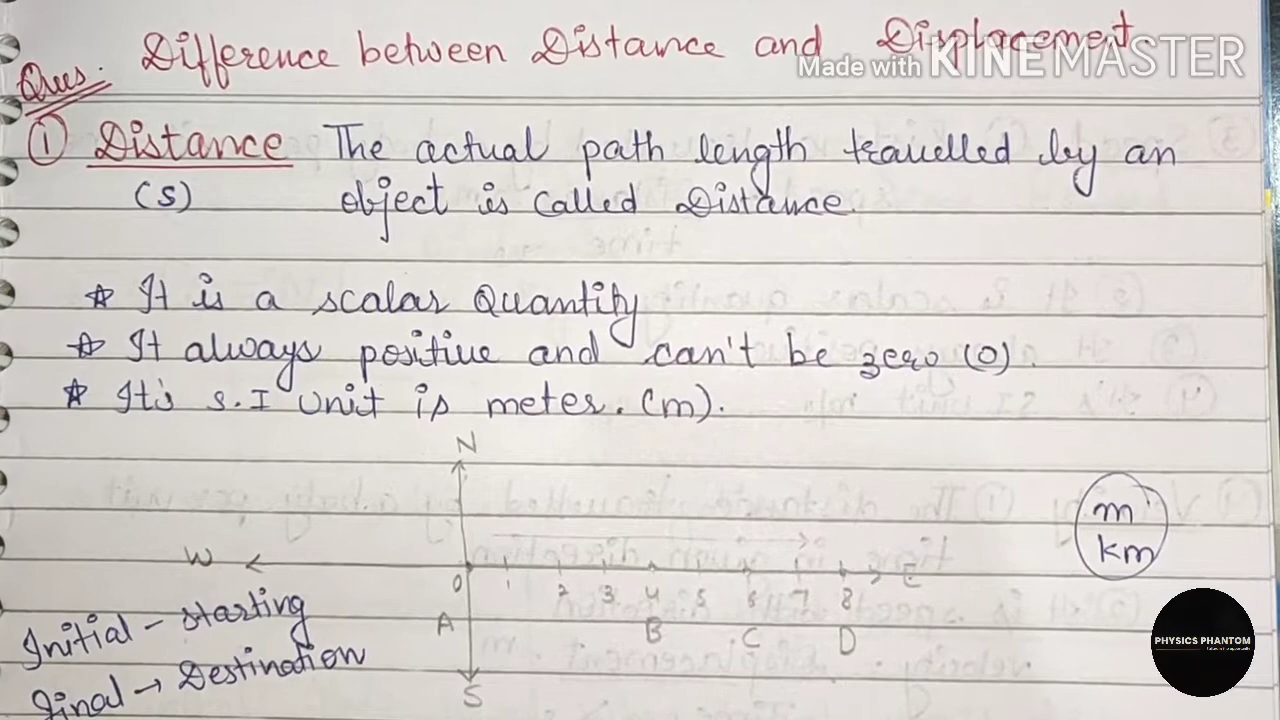 Difference between Distance and Displacement
Made with KINEMASTER
Ques.
① Distance The actual path length travelled by an
(S) object is called Distance.
☆ It is a scalar Quantity
☆ It always positive and can't be zero (0).
☆ It's S.I Unit is meter. (m).
N
m
km
W E
0 1 2 3 4 5 6 7 8
A B C D
Initial - Starting
final → Destination
S
PHYSICS PHANTOM